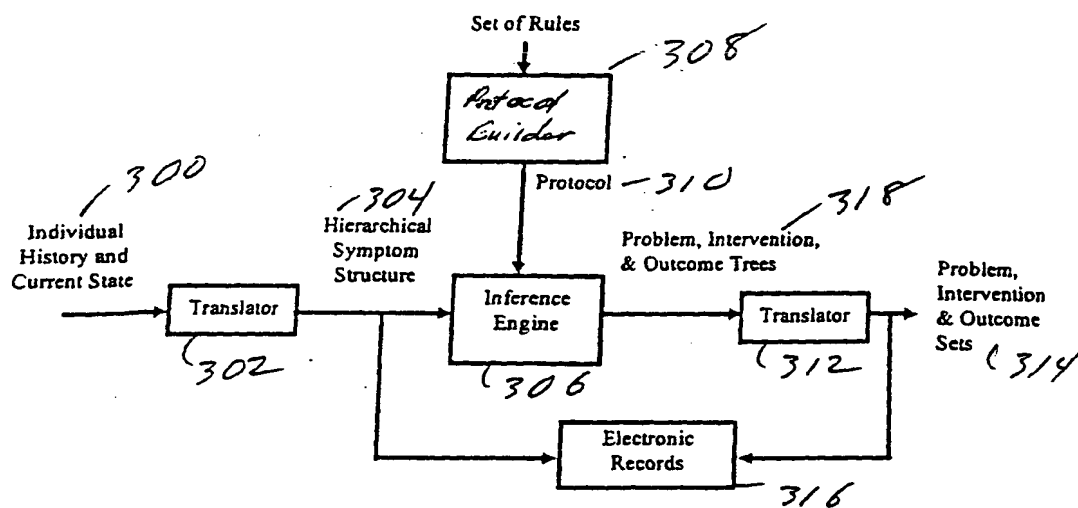 Set of Rules
308
Protocol
Builder
300
304
Protocol 310
318
Individual
History and
Current State
Hierarchical
Symptom
Structure
Problem, Intervention,
& Outcome Trees
Problem,
Intervention
& Outcome
Sets
Translator
Inference
Engine
Translator
302
306
312
314
Electronic
Records
316